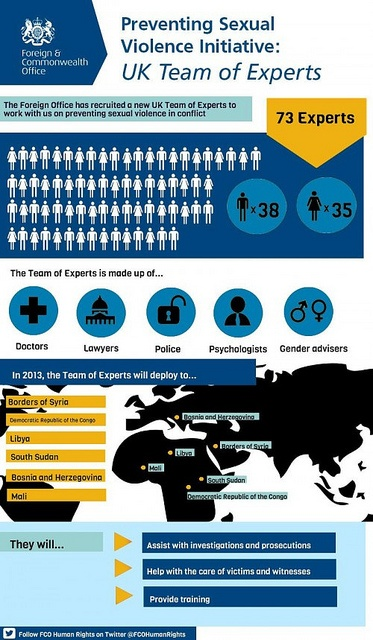 Foreign &
Commonwealth
Office
Preventing Sexual
Violence Initiative:
UK Team of Experts
The Foreign Office has recruited a new UK Team of Experts to
work with us on preventing sexual violence in conflict
73 Experts
x 38
x 35
The Team of Experts is made up of...
Doctors
Lawyers
Police
Psychologists
Gender advisers
In 2013, the Team of Experts will deploy to...
Borders of Syria
Democratic Republic of the Congo
Libya
South Sudan
Bosnia and Herzegovina
Mali
Bosnia and Herzegovina
Libya
Borders of Syria
Mali
South Sudan
Democratic Republic of the Congo
They will...
Assist with investigations and prosecutions
Help with the care of victims and witnesses
Provide training
Follow FCO Human Rights on Twitter @FCOHumanRights